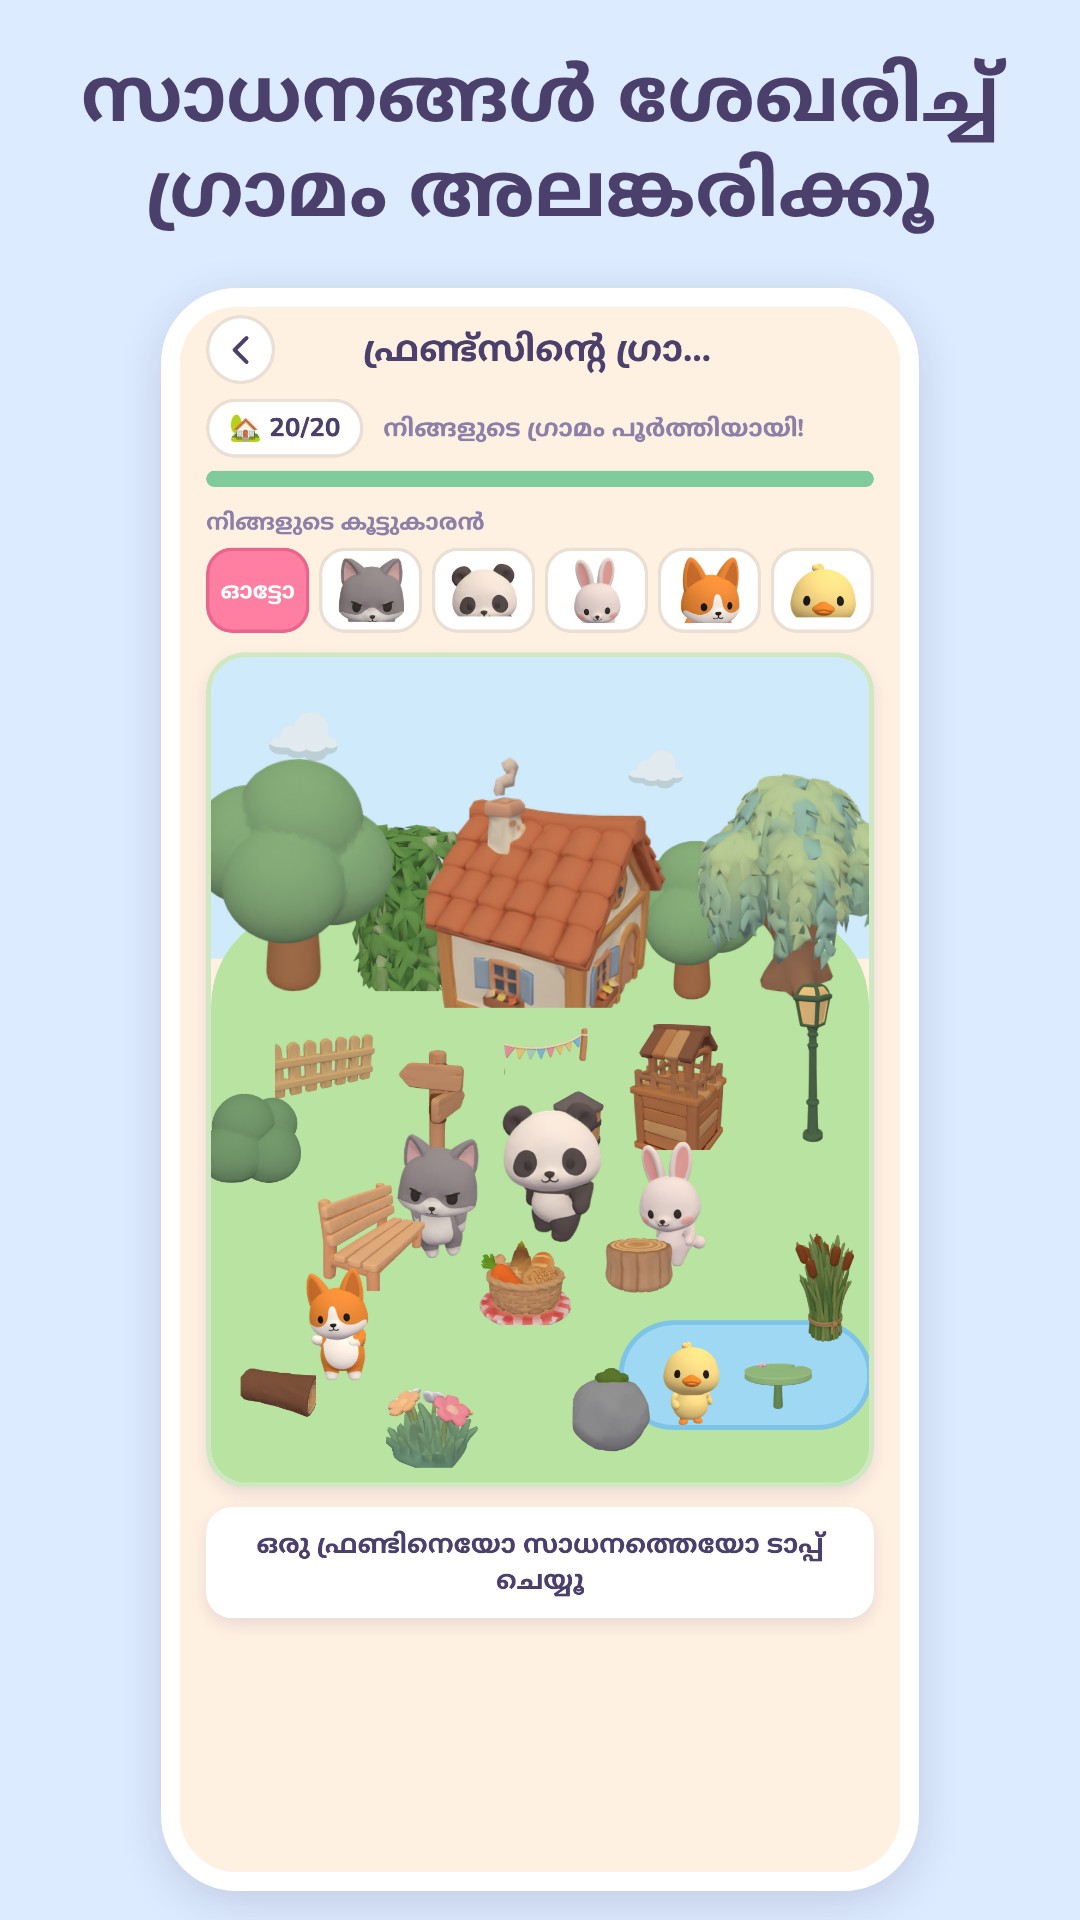 സാധനങ്ങൾ ശേഖരിച്ച്
ഗ്രാമം അലങ്കരിക്കൂ
ഫ്രണ്ട്സിന്റെ ഗ്രാ...
20/20
നിങ്ങളുടെ ഗ്രാമം പൂർത്തിയായി!
നിങ്ങളുടെ കൂട്ടുകാരൻ
ഓട്ടോ
ഒരു ഫ്രണ്ടിനെയോ സാധനത്തെയോ ടാപ്പ്
ചെയ്യൂ